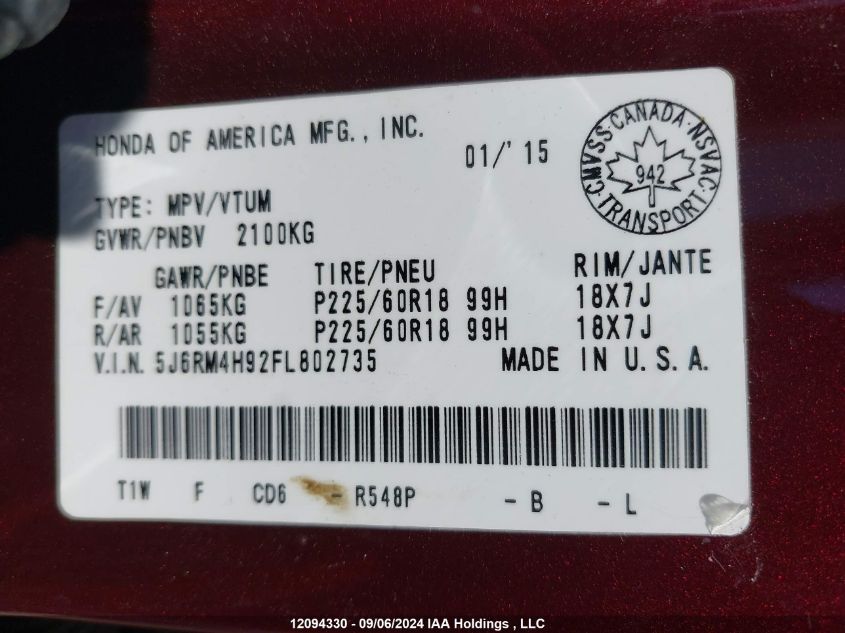 HONDA OF AMERICA MFG., INC.
01/'15
CMVSS·CANADA·NSVAC·TRANSPORT·
942
TYPE: MPV/VTUM
GVWR/PNBV 2100KG
GAWR/PNBE TIRE/PNEU RIM/JANTE
F/AV 1065KG P225/60R18 99H 18X7J
R/AR 1055KG P225/60R18 99H 18X7J
V.I.N. 5J6RM4H92FL802735 MADE IN U.S.A.
T1W F CD6 - R548P - B - L
12094330 - 09/06/2024 IAA Holdings , LLC